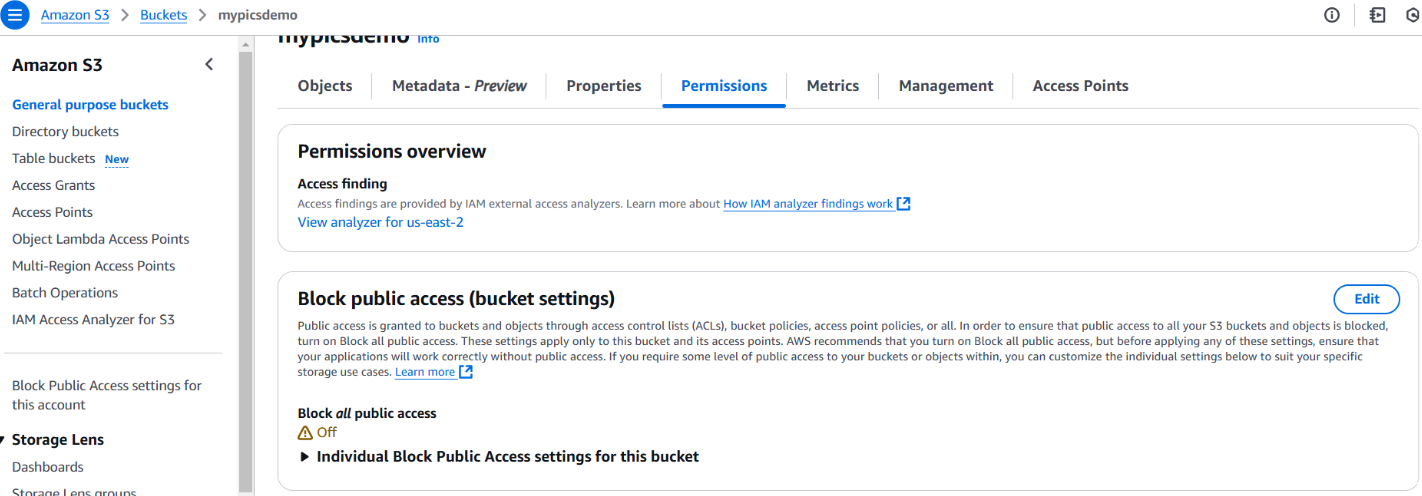 Amazon S3 > Buckets > mypicsdemo
mypicsdemo Info
Amazon S3
General purpose buckets
Directory buckets
Table buckets New
Access Grants
Access Points
Object Lambda Access Points
Multi-Region Access Points
Batch Operations
IAM Access Analyzer for S3
Block Public Access settings for
this account
Storage Lens
Dashboards
Storage Lens groups
Objects
Metadata - Preview
Properties
Permissions
Metrics
Management
Access Points
Permissions overview
Access finding
Access findings are provided by IAM external access analyzers. Learn more about How IAM analyzer findings work
View analyzer for us-east-2
Block public access (bucket settings)
Edit
Public access is granted to buckets and objects through access control lists (ACLs), bucket policies, access point policies, or all. In order to ensure that public access to all your S3 buckets and objects is blocked,
turn on Block all public access. These settings apply only to this bucket and its access points. AWS recommends that you turn on Block all public access, but before applying any of these settings, ensure that
your applications will work correctly without public access. If you require some level of public access to your buckets or objects within, you can customize the individual settings below to suit your specific
storage use cases. Learn more
Block all public access
Off
Individual Block Public Access settings for this bucket